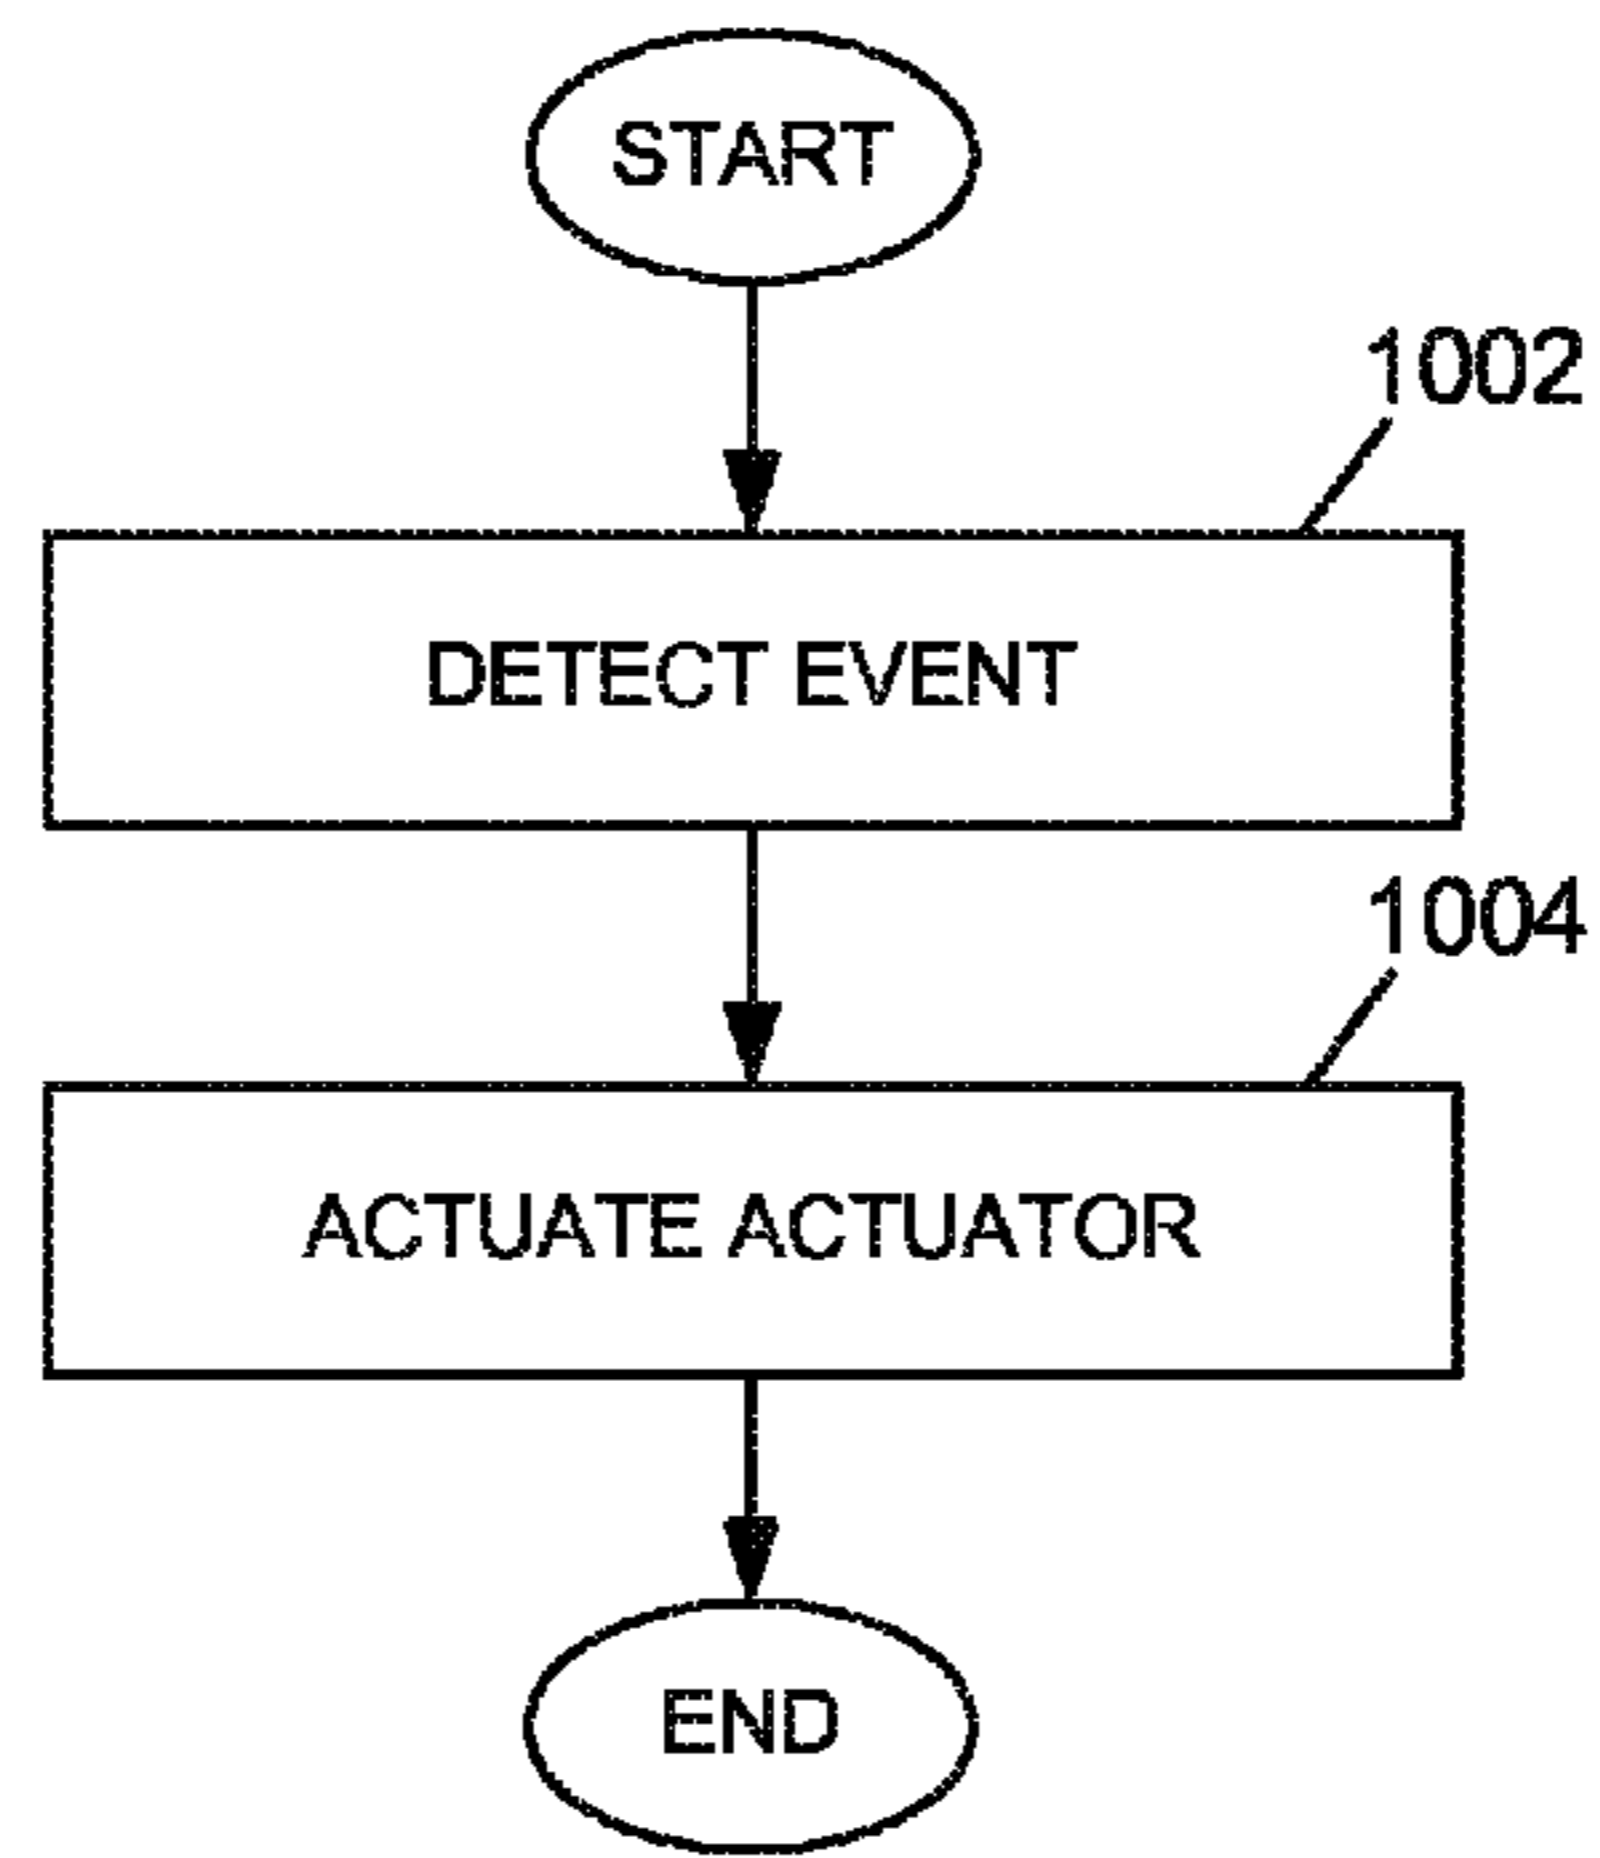 START
1002
DETECT EVENT
1004
ACTUATE ACTUATOR
END